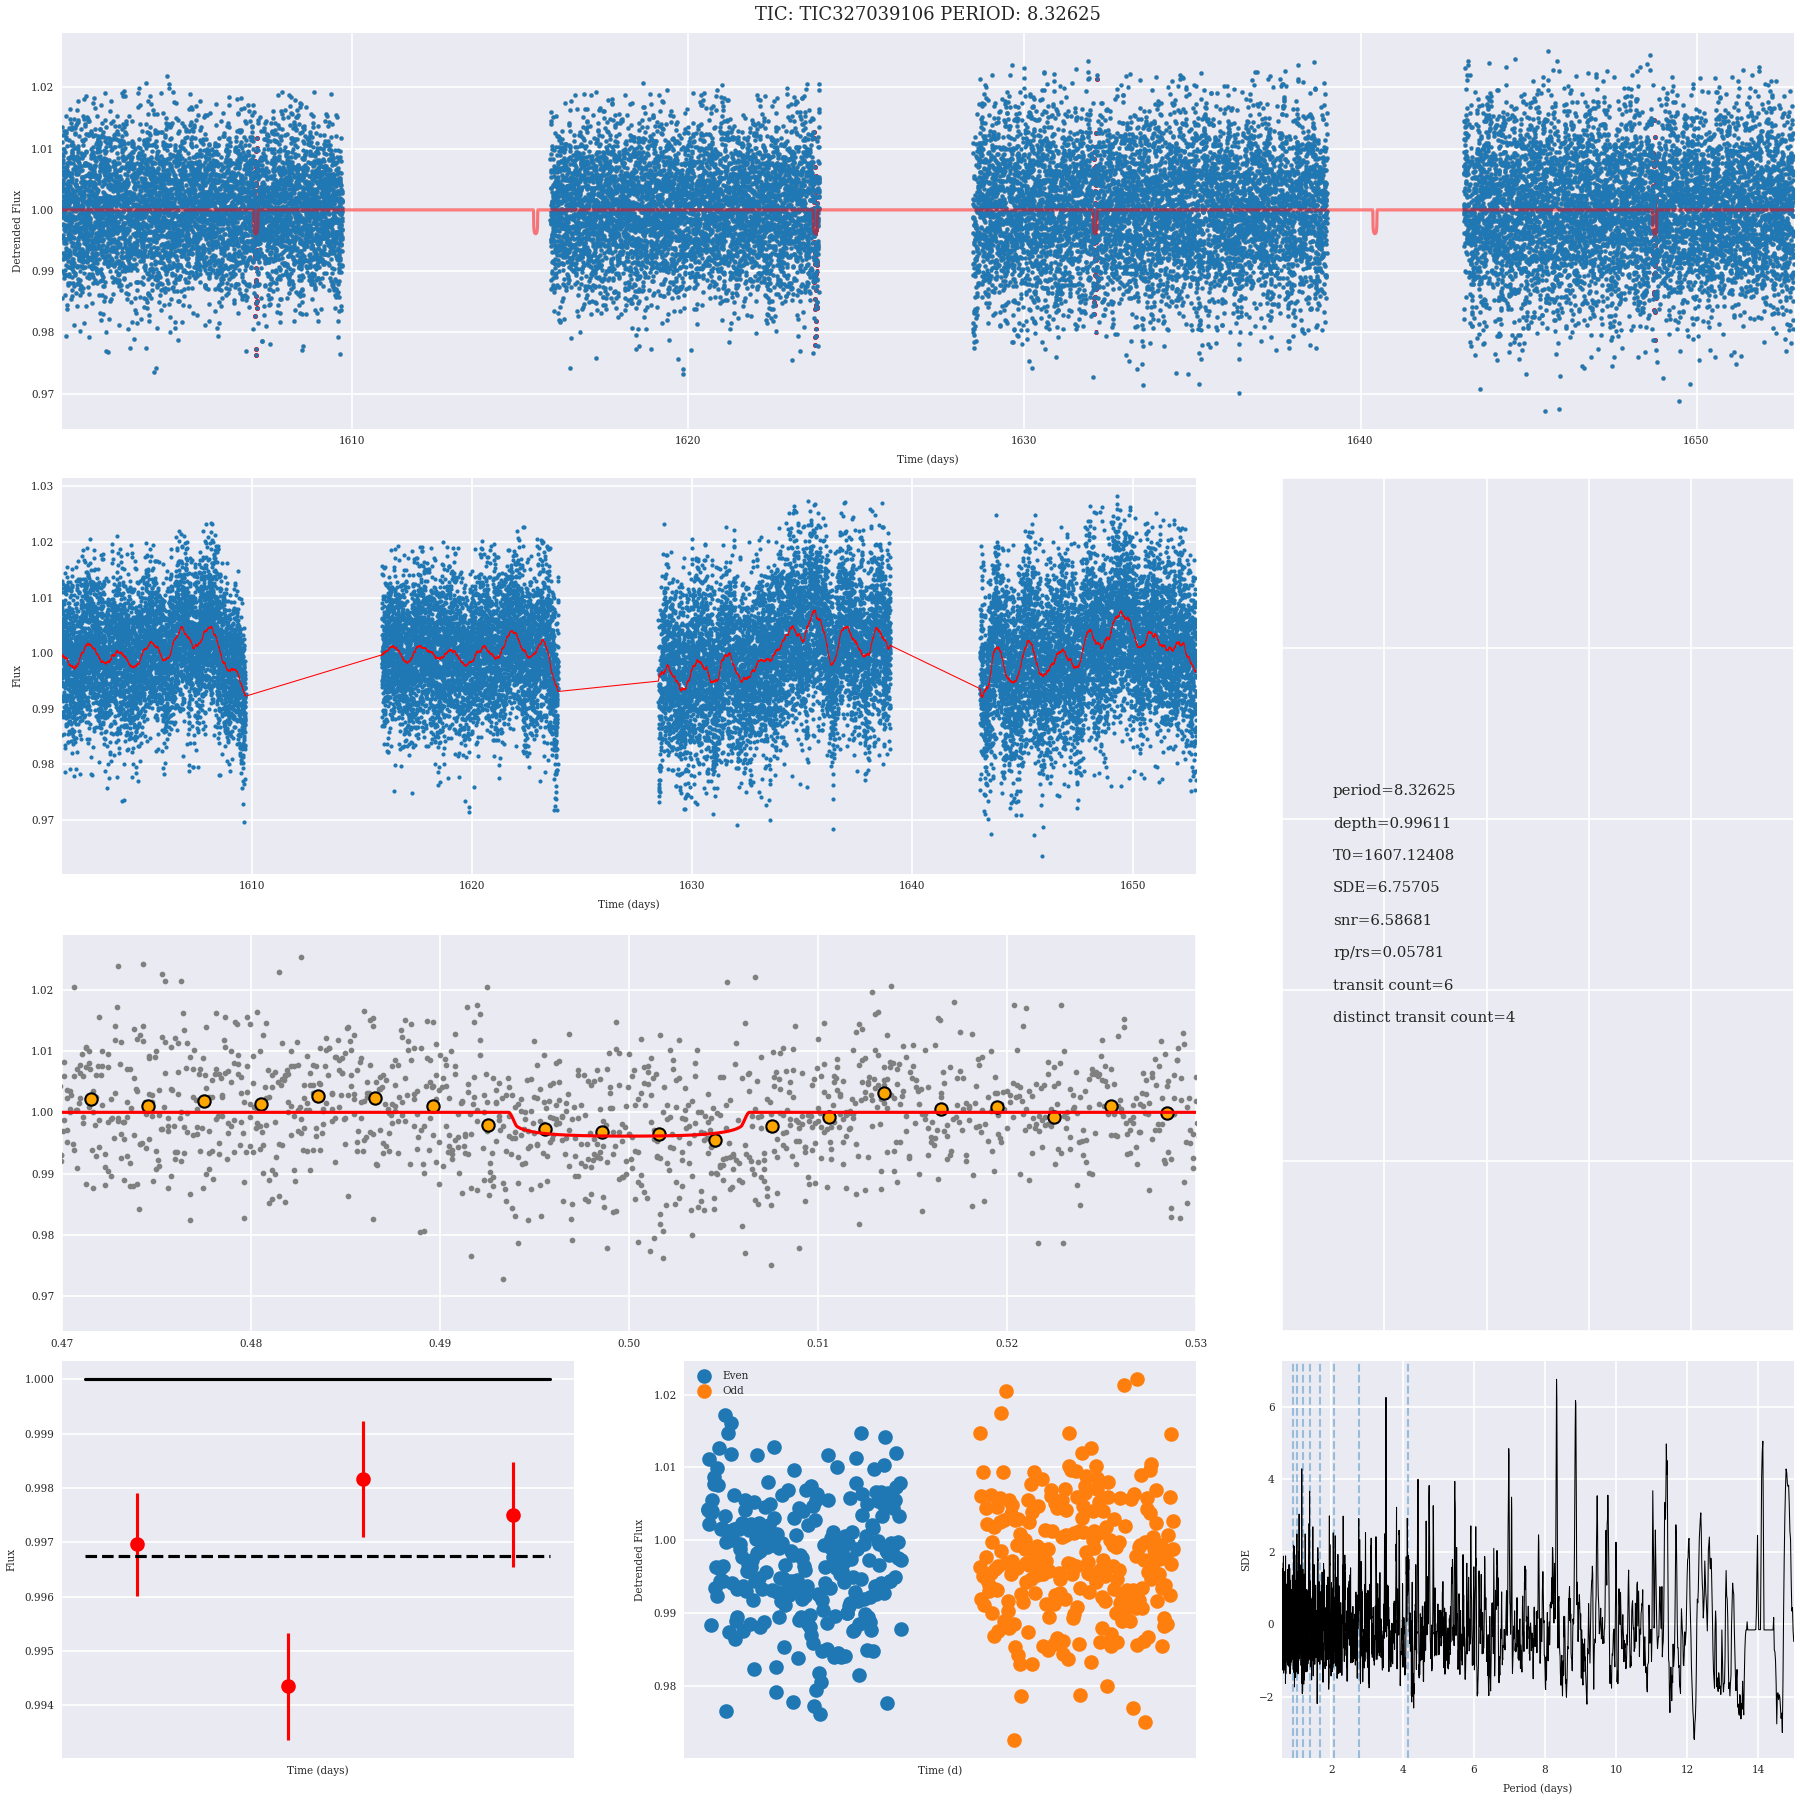 TIC: TIC327039106 PERIOD: 8.32625
1.02
1.01
1.00
0.99
0.98
0.97
Detrended Flux
1610
1620
1630
1640
1650
Time (days)
1.03
1.02
1.01
1.00
0.99
0.98
0.97
Flux
1610
1620
1630
1640
1650
Time (days)
period=8.32625
depth=0.99611
T0=1607.12408
SDE=6.75705
snr=6.58681
rp/rs=0.05781
transit count=6
distinct transit count=4
1.02
1.01
1.00
0.99
0.98
0.97
0.47
0.48
0.49
0.50
0.51
0.52
0.53
1.000
0.999
0.998
0.997
0.996
0.995
0.994
Flux
Time (days)
Even
Odd
1.02
1.01
1.00
0.99
0.98
Detrended Flux
Time (d)
6
4
2
0
−2
SDE
2
4
6
8
10
12
14
Period (days)